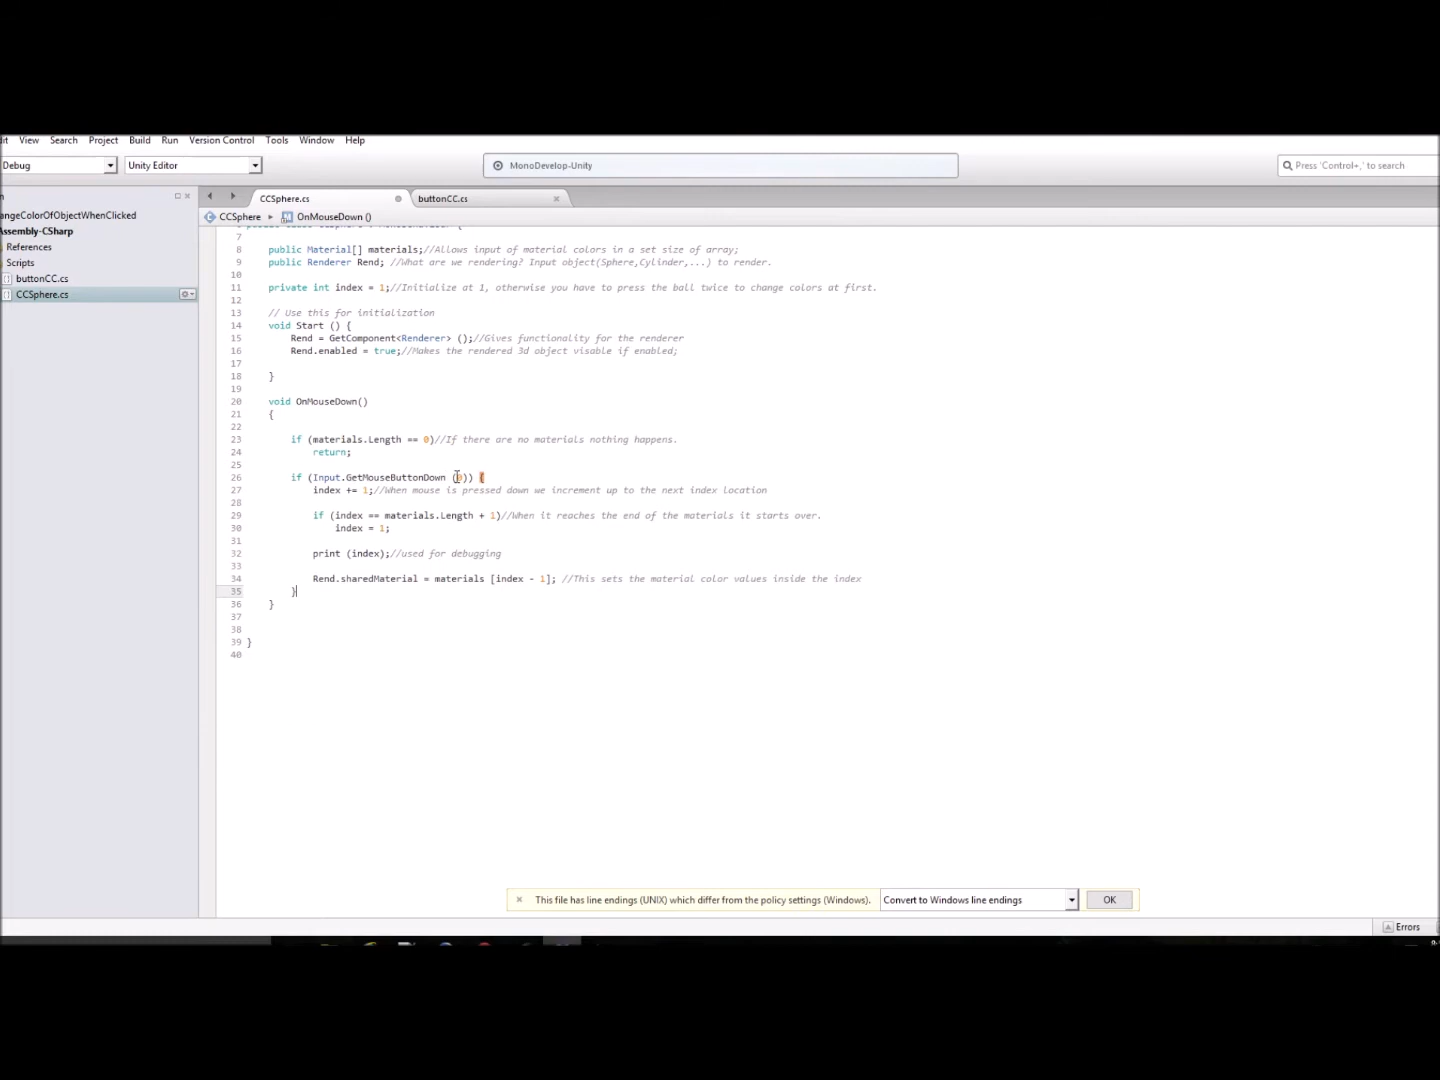 it View Search Project Build Run Version Control Tools Window Help
Debug Unity Editor MonoDevelop-Unity Press 'Control+,' to search
CCSphere.cs buttonCC.cs
CCSphere OnMouseDown ()
angeColorOfObjectWhenClicked
Assembly-CSharp
References
Scripts
buttonCC.cs
CCSphere.cs
7
8 public Material[] materials;//Allows input of material colors in a set size of array;
9 public Renderer Rend; //What are we rendering? Input object(Sphere,Cylinder,...) to render.
10
11 private int index = 1;//Initialize at 1, otherwise you have to press the ball twice to change colors at first.
12
13 // Use this for initialization
14 void Start () {
15 Rend = GetComponent<Renderer> ();//Gives functionality for the renderer
16 Rend.enabled = true;//Makes the rendered 3d object visable if enabled;
17
18 }
19
20 void OnMouseDown()
21 {
22
23 if (materials.Length == 0)//If there are no materials nothing happens.
24 return;
25
26 if (Input.GetMouseButtonDown (0)) {
27 index += 1;//When mouse is pressed down we increment up to the next index location
28
29 if (index == materials.Length + 1)//When it reaches the end of the materials it starts over.
30 index = 1;
31
32 print (index);//used for debugging
33
34 Rend.sharedMaterial = materials [index - 1]; //This sets the material color values inside the index
35 }
36 }
37
38
39 }
40
This file has line endings (UNIX) which differ from the policy settings (Windows). Convert to Windows line endings OK
Errors